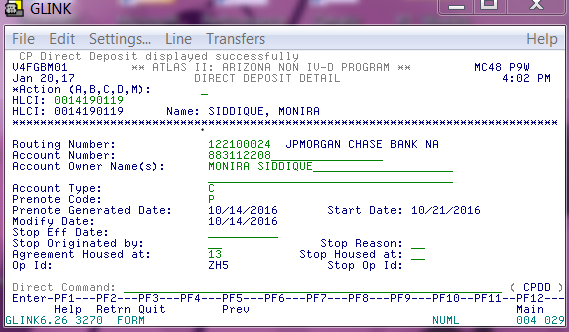 GLINK
File Edit Settings... Line Transfers Help
CP Direct Deposit displayed successfully
V4FGBM01 ** ATLAS II: ARIZONA NON IV-D PROGRAM ** MC48 P9W
Jan 20,17 DIRECT DEPOSIT DETAIL 4:02 PM
*Action (A,B,C,D,M): _
HLCI: 0014190119
HLCI: 0014190119 Name: SIDDIQUE, MONIRA
*******************************************************************************
Routing Number: 122100024 JPMORGAN CHASE BANK NA
Account Number: 883112208
Account Owner Name(s): MONIRA SIDDIQUE
Account Type: C
Prenote Code: P
Prenote Generated Date: 10/14/2016 Start Date: 10/21/2016
Modify Date: 10/14/2016
Stop Eff Date:
Stop Originated by: __ Stop Reason: __
Agreement Housed at: 13 Stop Housed at: __
Op Id: ZH5 Stop Op Id:
Direct Command: ( CPDD )
Enter-PF1---PF2---PF3---PF4---PF5---PF6---PF7---PF8---PF9---PF10--PF11--PF12---
Help Retrn Quit Prev Main
GLINK6.26 3270 FORM NUML 004 029